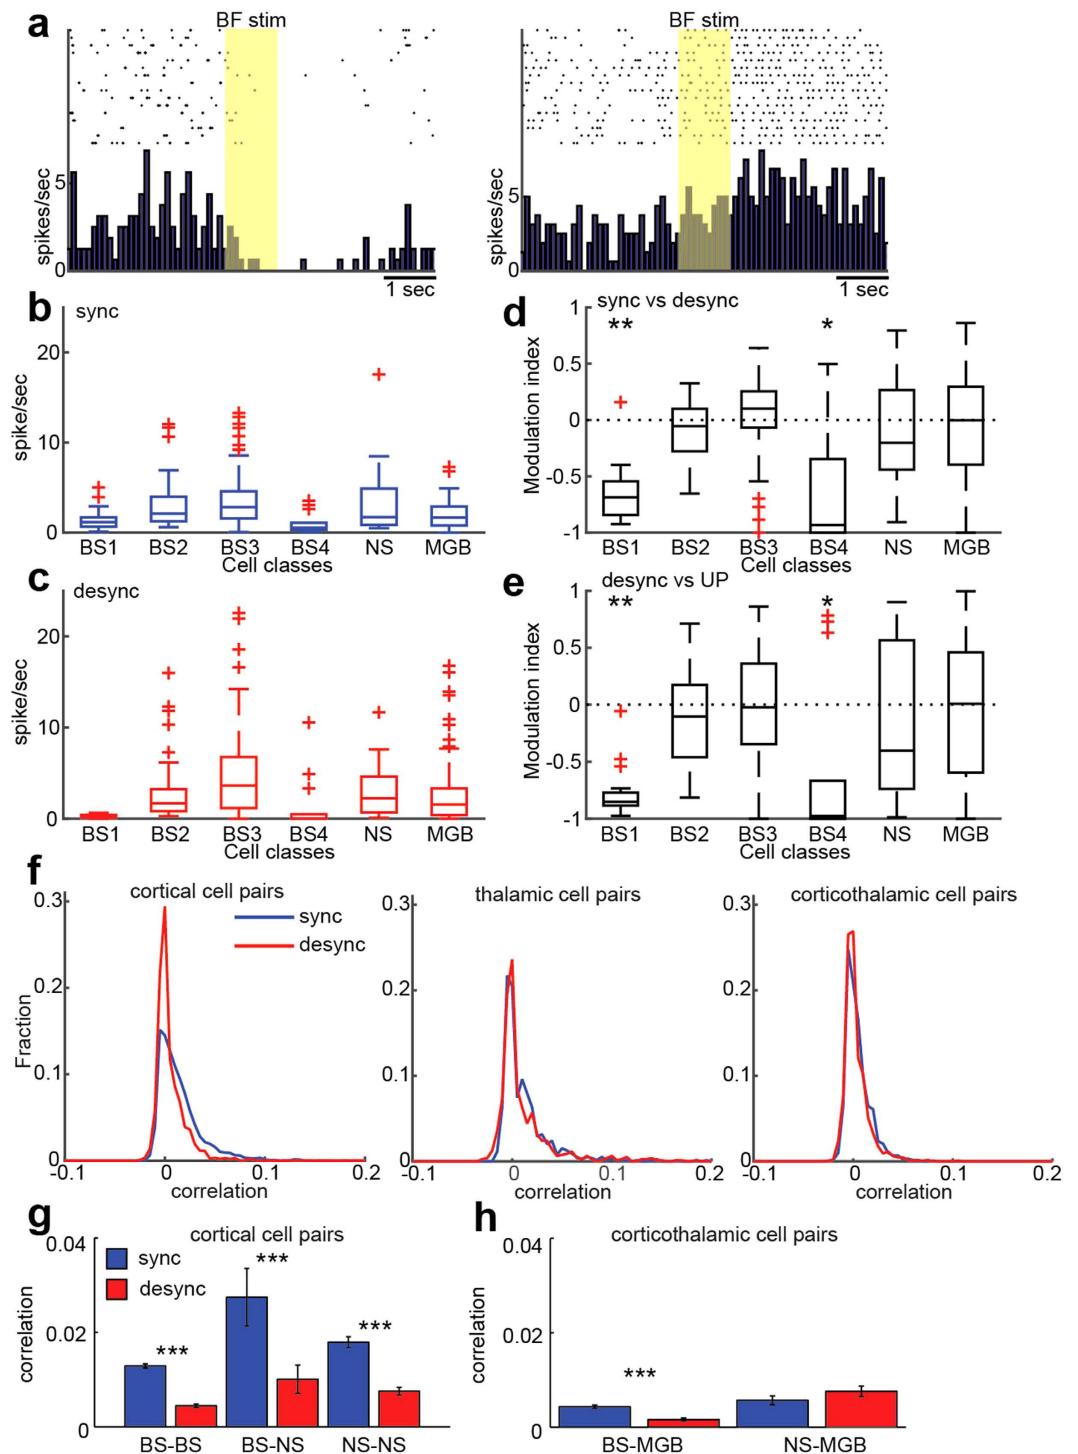 a
BF stim
BF stim
spikes/sec
5
0
1 sec
spikes/sec
5
0
1 sec
b
sync
spike/sec
20
10
0
BS1 BS2 BS3 BS4 NS MGB
Cell classes
d
sync vs desync
Modulation index
1
0.5
0
-0.5
-1
** *
BS1 BS2 BS3 BS4 NS MGB
Cell classes
c
desync
spike/sec
20
10
0
BS1 BS2 BS3 BS4 NS MGB
Cell classes
e
desync vs UP
Modulation index
1
0.5
0
-0.5
-1
** *
BS1 BS2 BS3 BS4 NS MGB
Cell classes
f
cortical cell pairs
sync
desync
Fraction
0.3
0.2
0.1
0
-0.1 0 0.1 0.2
correlation
thalamic cell pairs
0.3
0.2
0.1
0
-0.1 0 0.1 0.2
correlation
corticothalamic cell pairs
0.3
0.2
0.1
0
-0.1 0 0.1 0.2
correlation
g
cortical cell pairs
sync
desync
correlation
0.04
0.02
0
*** *** ***
BS-BS BS-NS NS-NS
h
corticothalamic cell pairs
correlation
0.04
0.02
0
***
BS-MGB NS-MGB